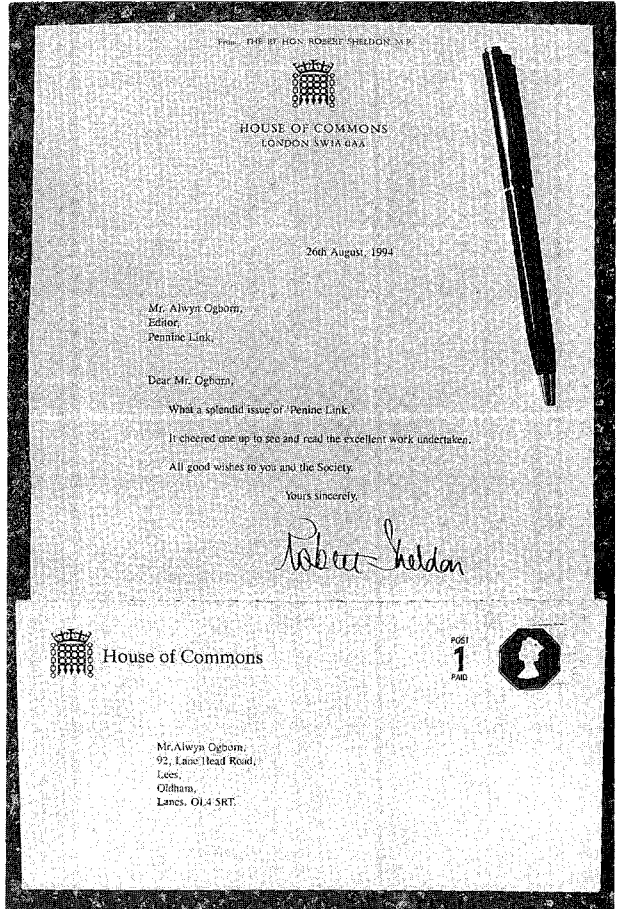 From: THE RT HON ROBERT SHELDON, M.P.
HOUSE OF COMMONS
LONDON SW1A 0AA
26th August, 1994
Mr. Alwyn Ogborn,
Editor,
Pennine Link.
Dear Mr. Ogborn,
What a splendid issue of 'Penine Link.'
It cheered one up to see and read the excellent work undertaken.
All good wishes to you and the Society.
Yours sincerely,
Robert Sheldon
House of Commons
POST
1
PAID
Mr.Alwyn Ogborn,
92, Lane Head Road,
Lees,
Oldham,
Lancs. OL4 5RT.